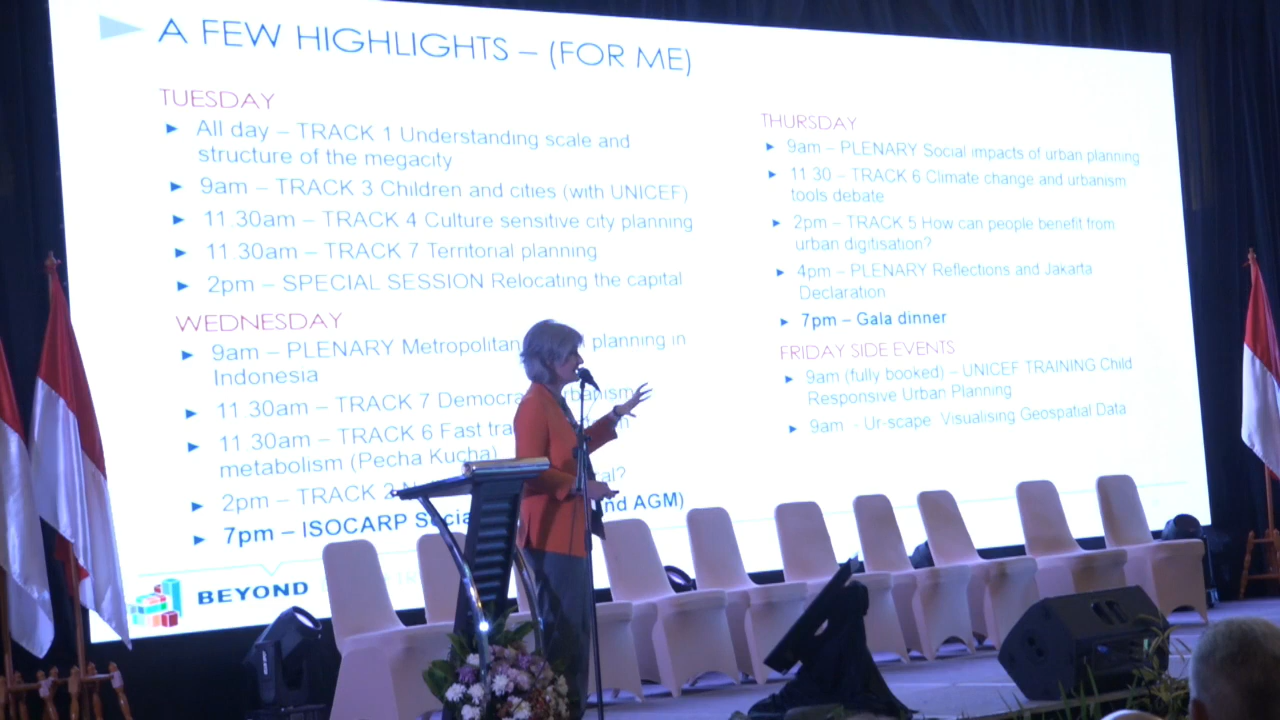 A FEW HIGHLIGHTS – (FOR ME)
TUESDAY
All day – TRACK 1 Understanding scale and
structure of the megacity
9am – TRACK 3 Children and cities (with UNICEF)
11.30am – TRACK 4 Culture sensitive city planning
11.30am – TRACK 7 Territorial planning
2pm – SPECIAL SESSION Relocating the capital
WEDNESDAY
9am – PLENARY Metropolitan planning in
Indonesia
11.30am – TRACK 7 Democra rbanism
11.30am – TRACK 6 Fast tra
metabolism (Pecha Kucha)
2pm – TRACK 2 al?
7pm – ISOCARP Socia nd AGM)
THURSDAY
9am – PLENARY Social impacts of urban planning
11.30 – TRACK 6 Climate change and urbanism
tools debate
2pm – TRACK 5 How can people benefit from
urban digitisation?
4pm – PLENARY Reflections and Jakarta
Declaration
7pm – Gala dinner
FRIDAY SIDE EVENTS
9am (fully booked) – UNICEF TRAINING Child
Responsive Urban Planning
9am - Ur-scape Visualising Geospatial Data
BEYOND